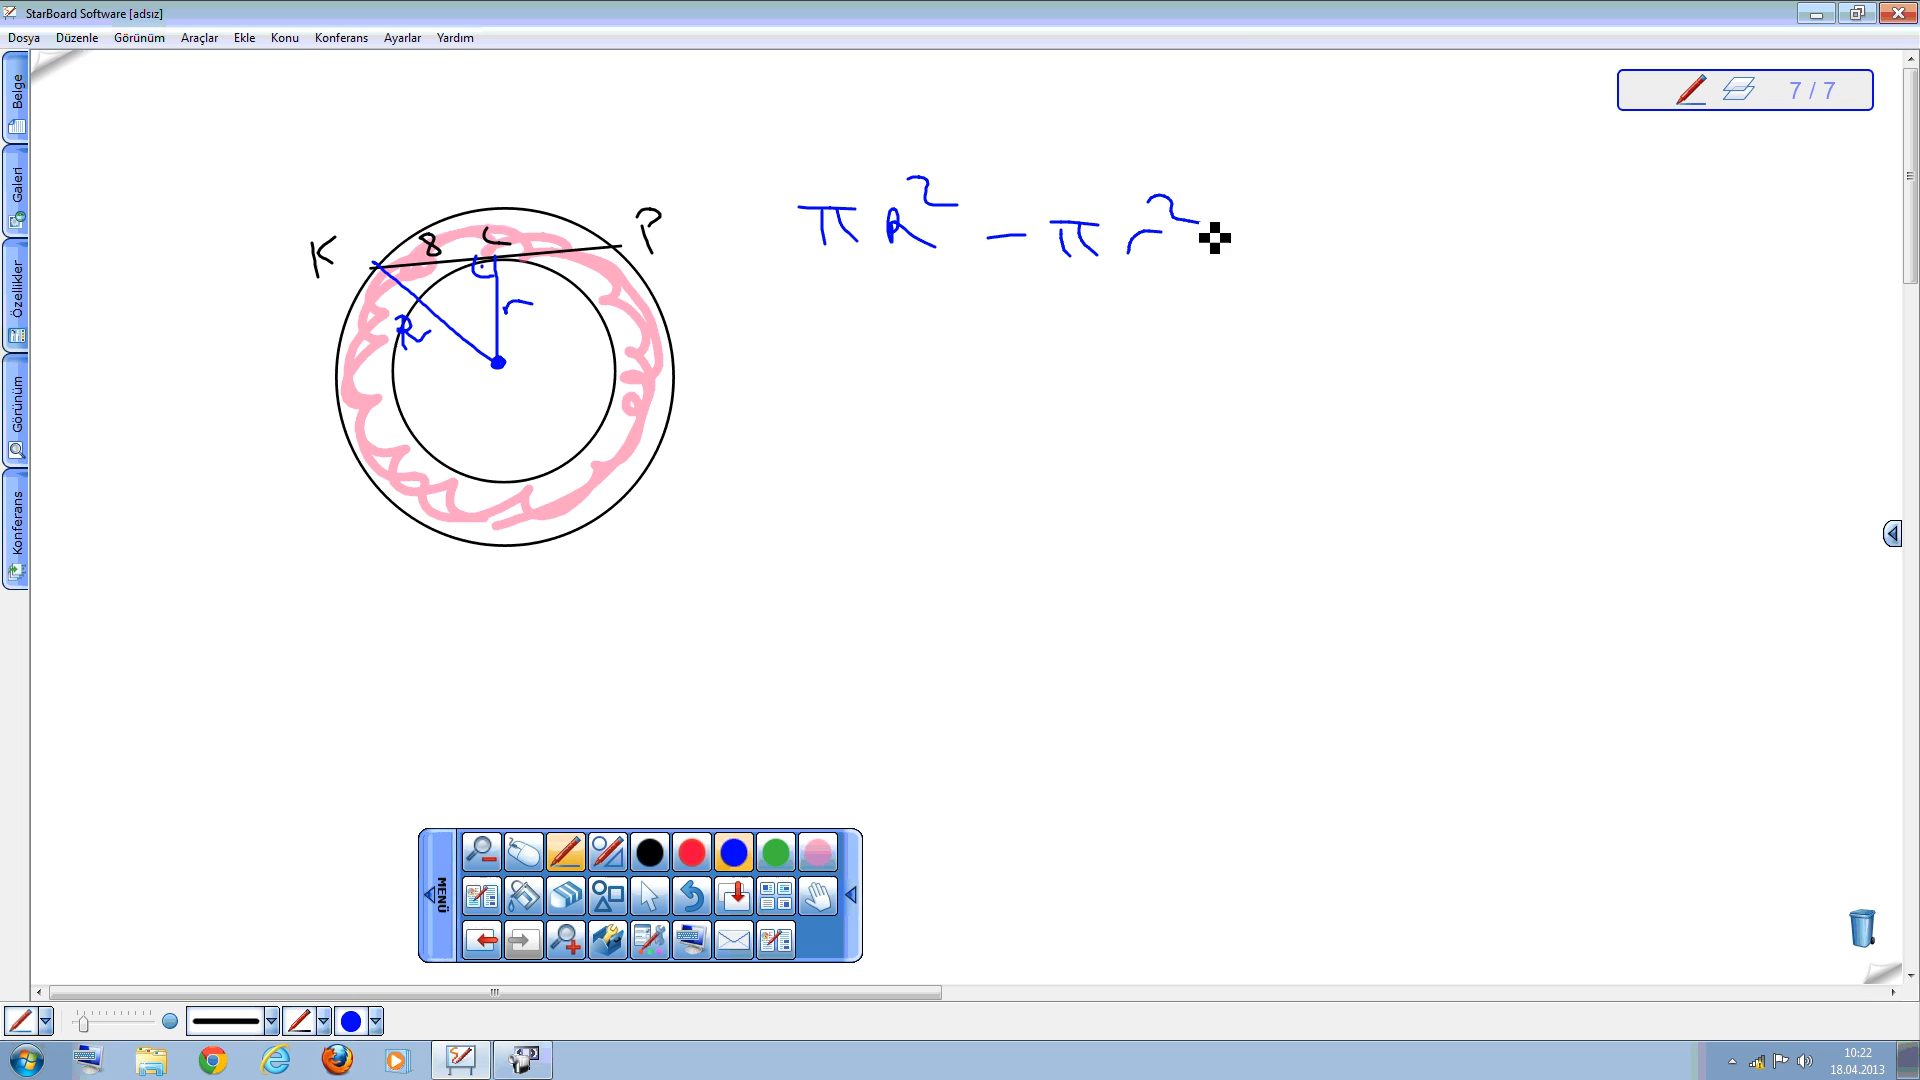 StarBoard Software [adsız]
Dosya Düzenle Görünüm Araçlar Ekle Konu Konferans Ayarlar Yardım
Belge
Galeri
Özellikler
Görünüm
Konferans
7 / 7
K 8 L P
R r
πR² - πr²
MENÜ
10:22
18.04.2013